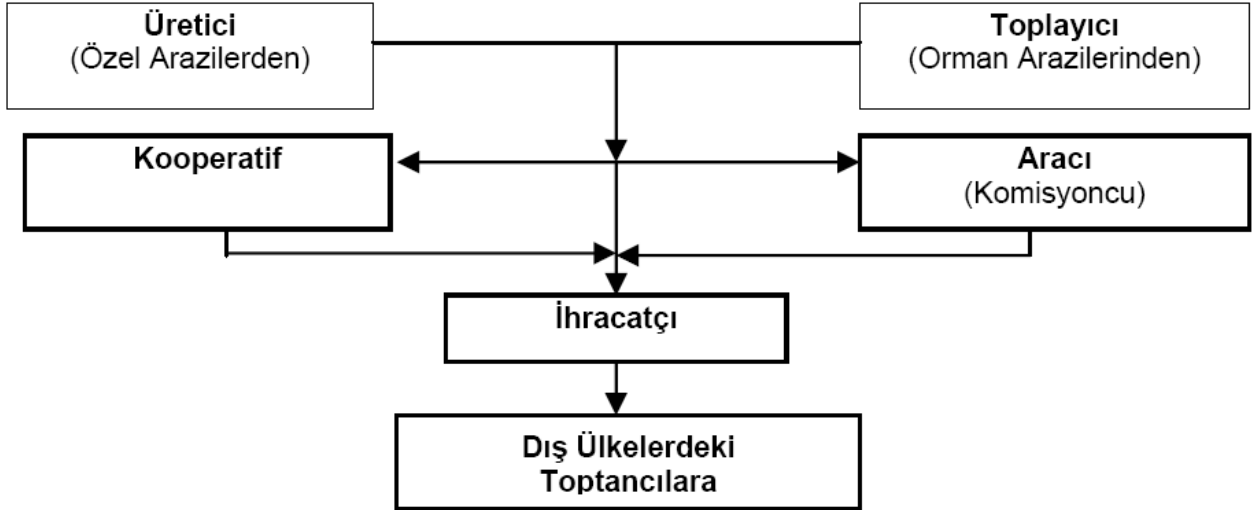 Üretici
(Özel Arazilerden)
Toplayıcı
(Orman Arazilerinden)
Kooperatif
Aracı
(Komisyoncu)
İhracatçı
Dış Ülkelerdeki
Toptancılara